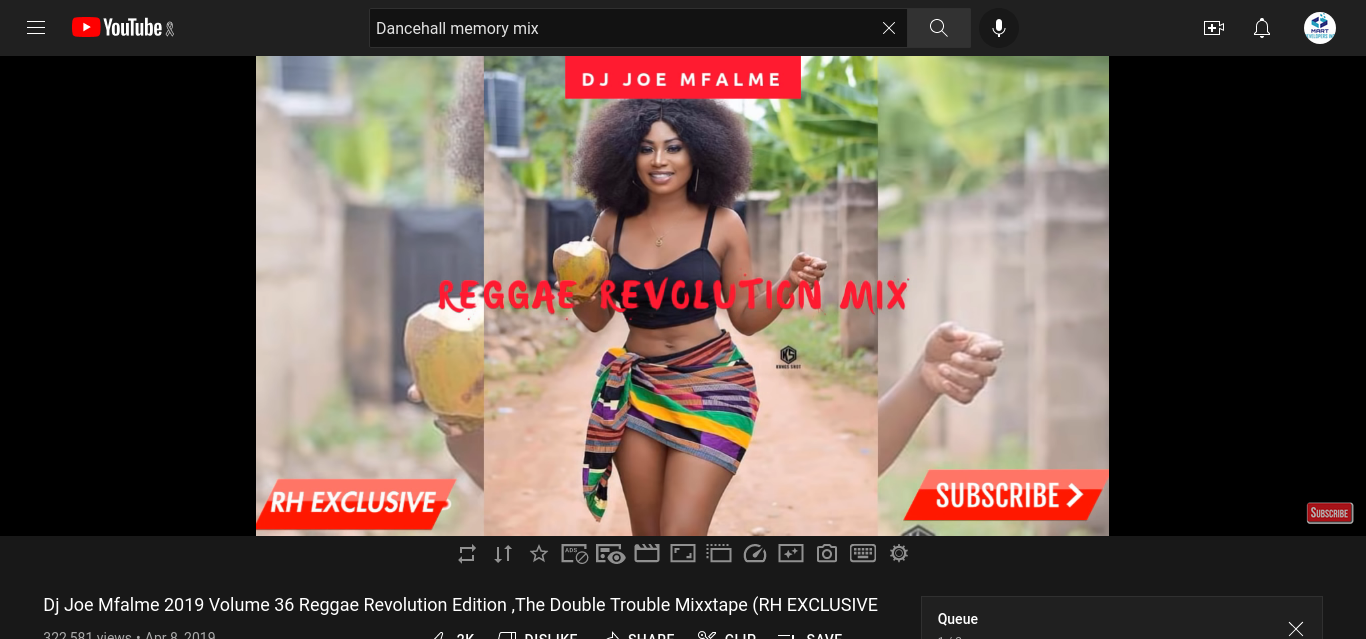 YouTube
Dancehall memory mix
DJ JOE MFALME
REGGAE REVOLUTION MIX
RH EXCLUSIVE
SUBSCRIBE >
SUBSCRIBE
ADS
Dj Joe Mfalme 2019 Volume 36 Reggae Revolution Edition ,The Double Trouble Mixxtape (RH EXCLUSIVE
322,581 views • Apr 8, 2019
2K DISLIKE SHARE CLIP SAVE
Queue